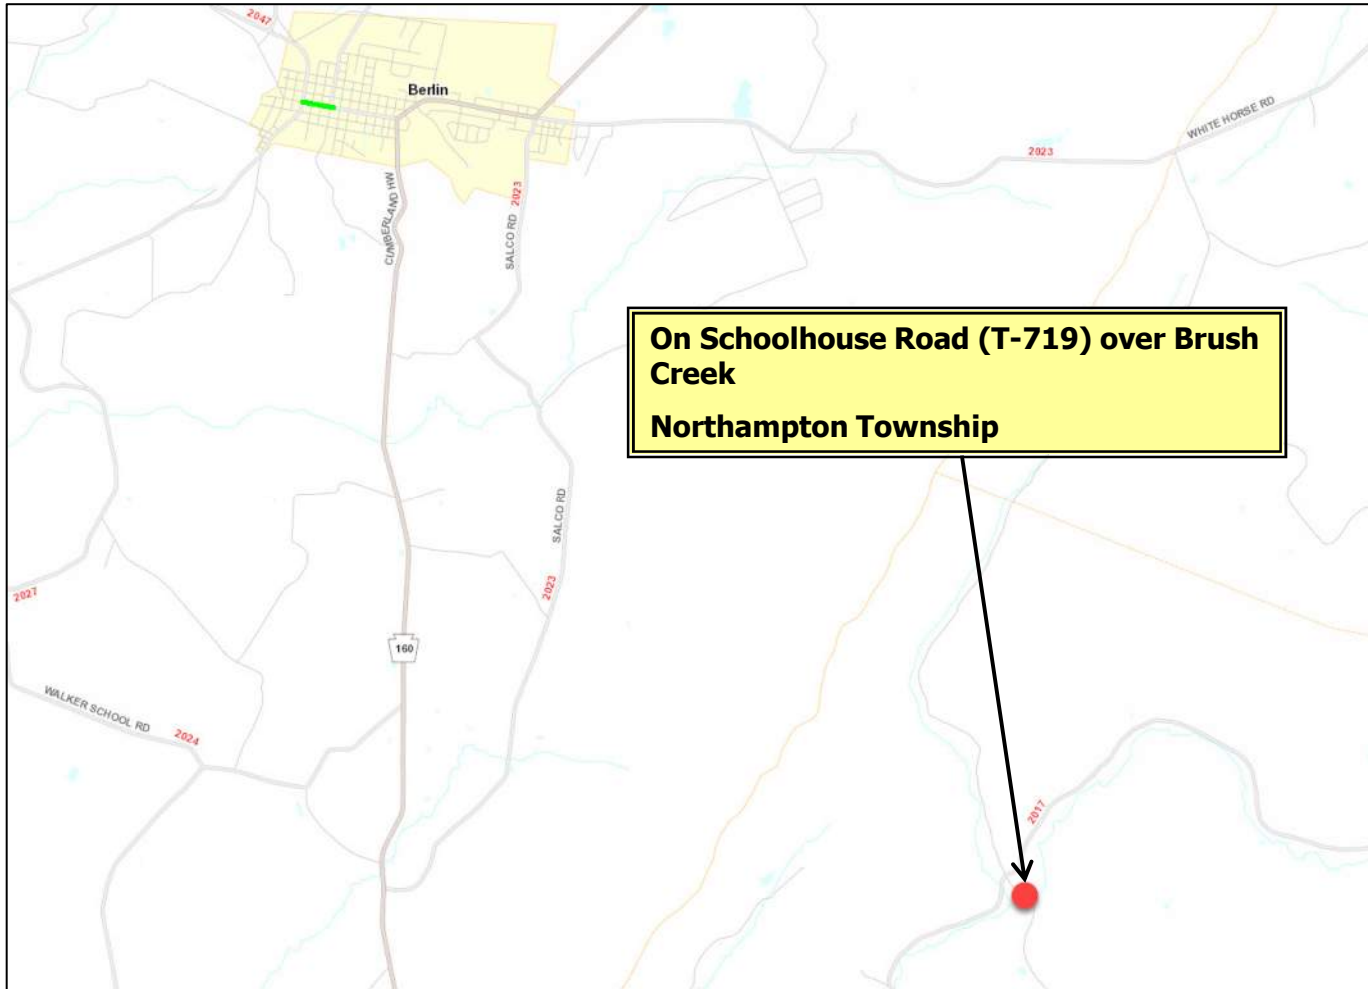 2047
Berlin
WHITE HORSE RD
2023
CUMBERLAND HW
2023
SALCO RD
On Schoolhouse Road (T-719) over Brush
Creek
Northampton Township
SALCO RD
2023
2027
160
WALKER SCHOOL RD
2024
2017